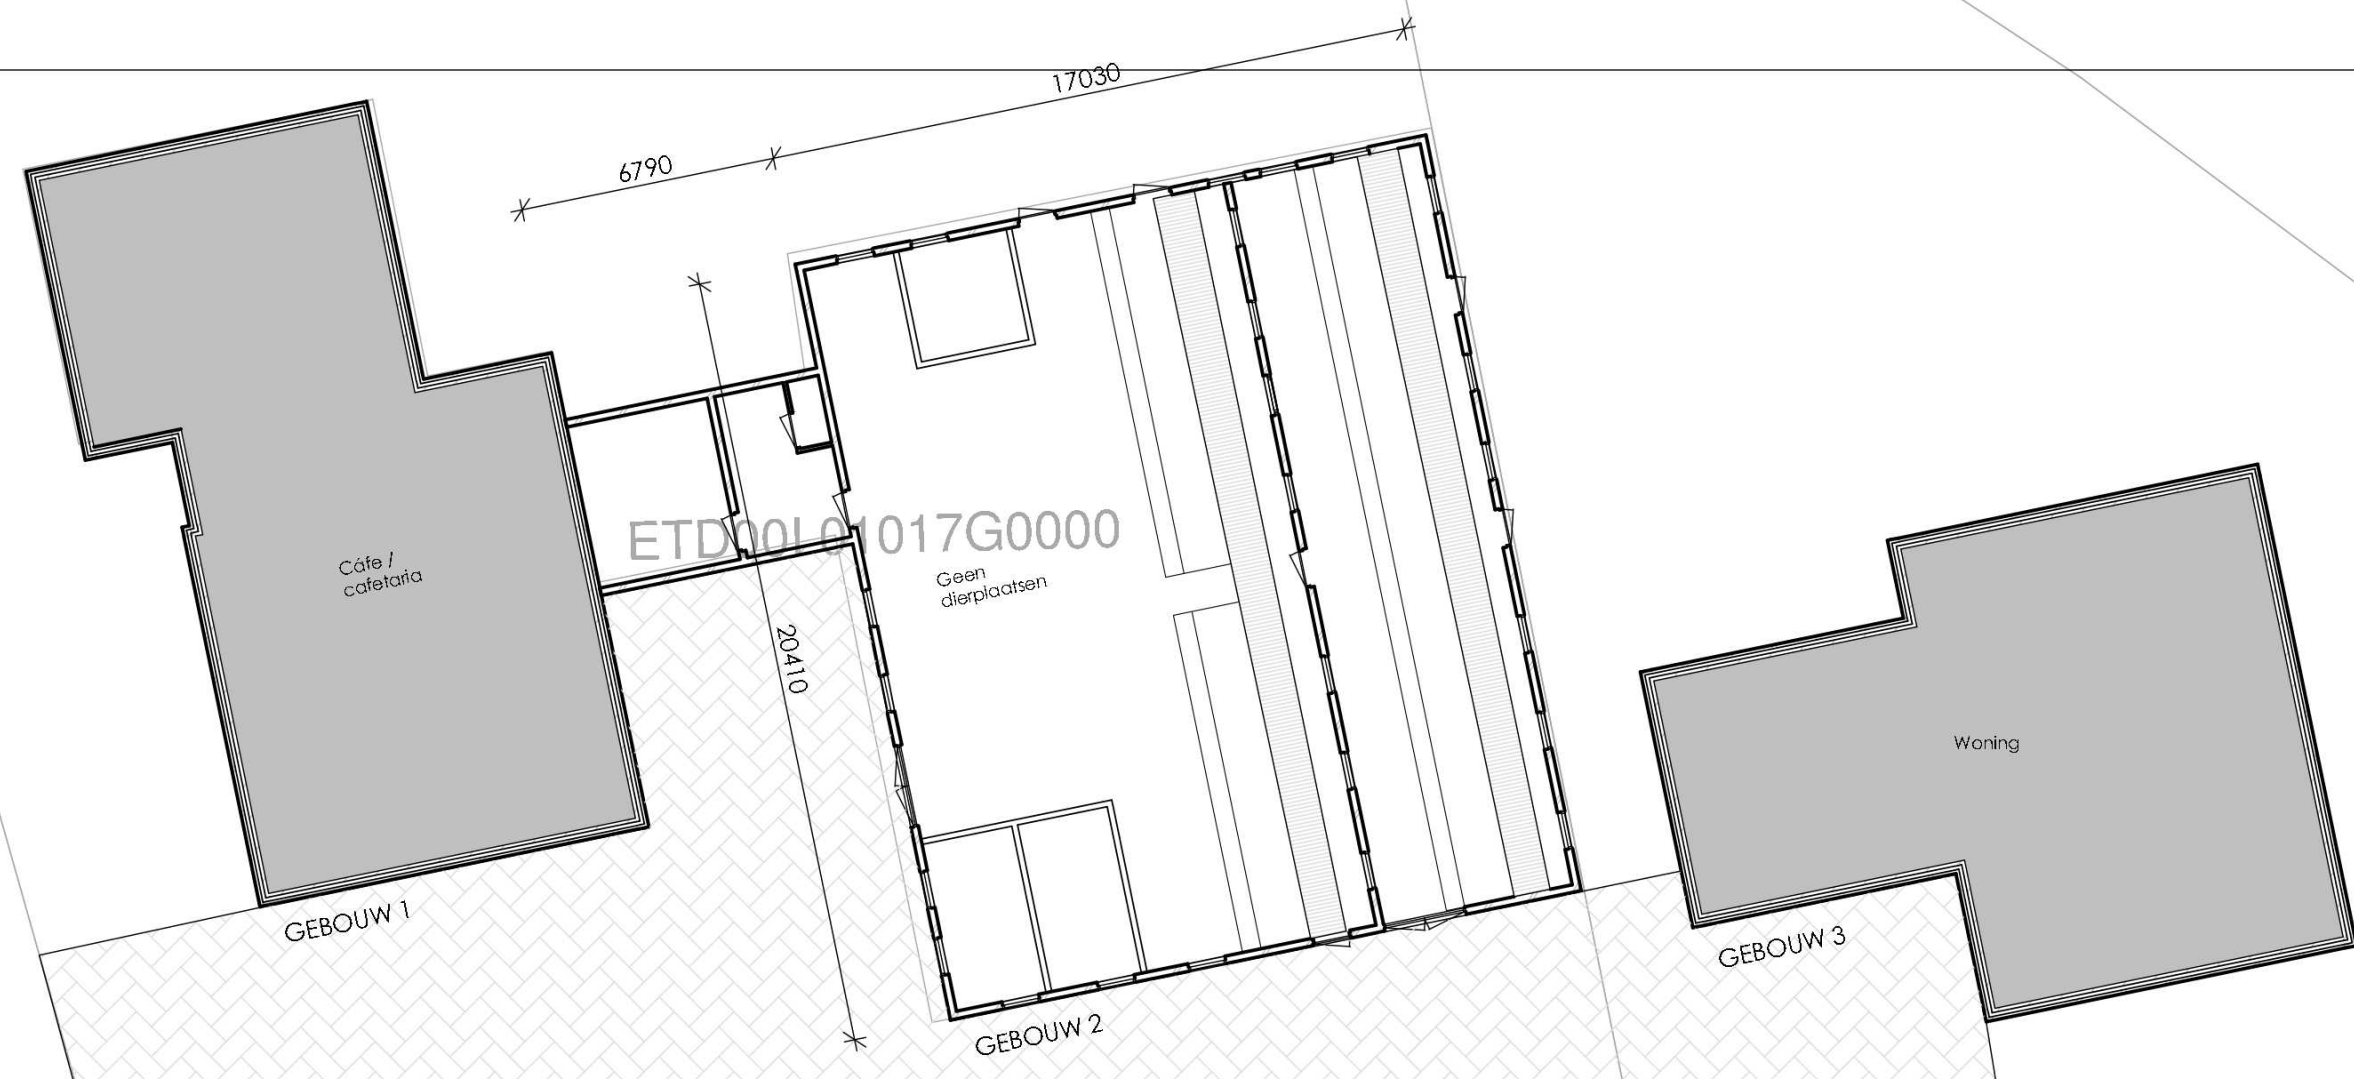 17030
6790
ETD00L01017G0000
Cáfe /
cafetaria
Geen
dierplaatsen
20410
Woning
GEBOUW 1
GEBOUW 3
GEBOUW 2